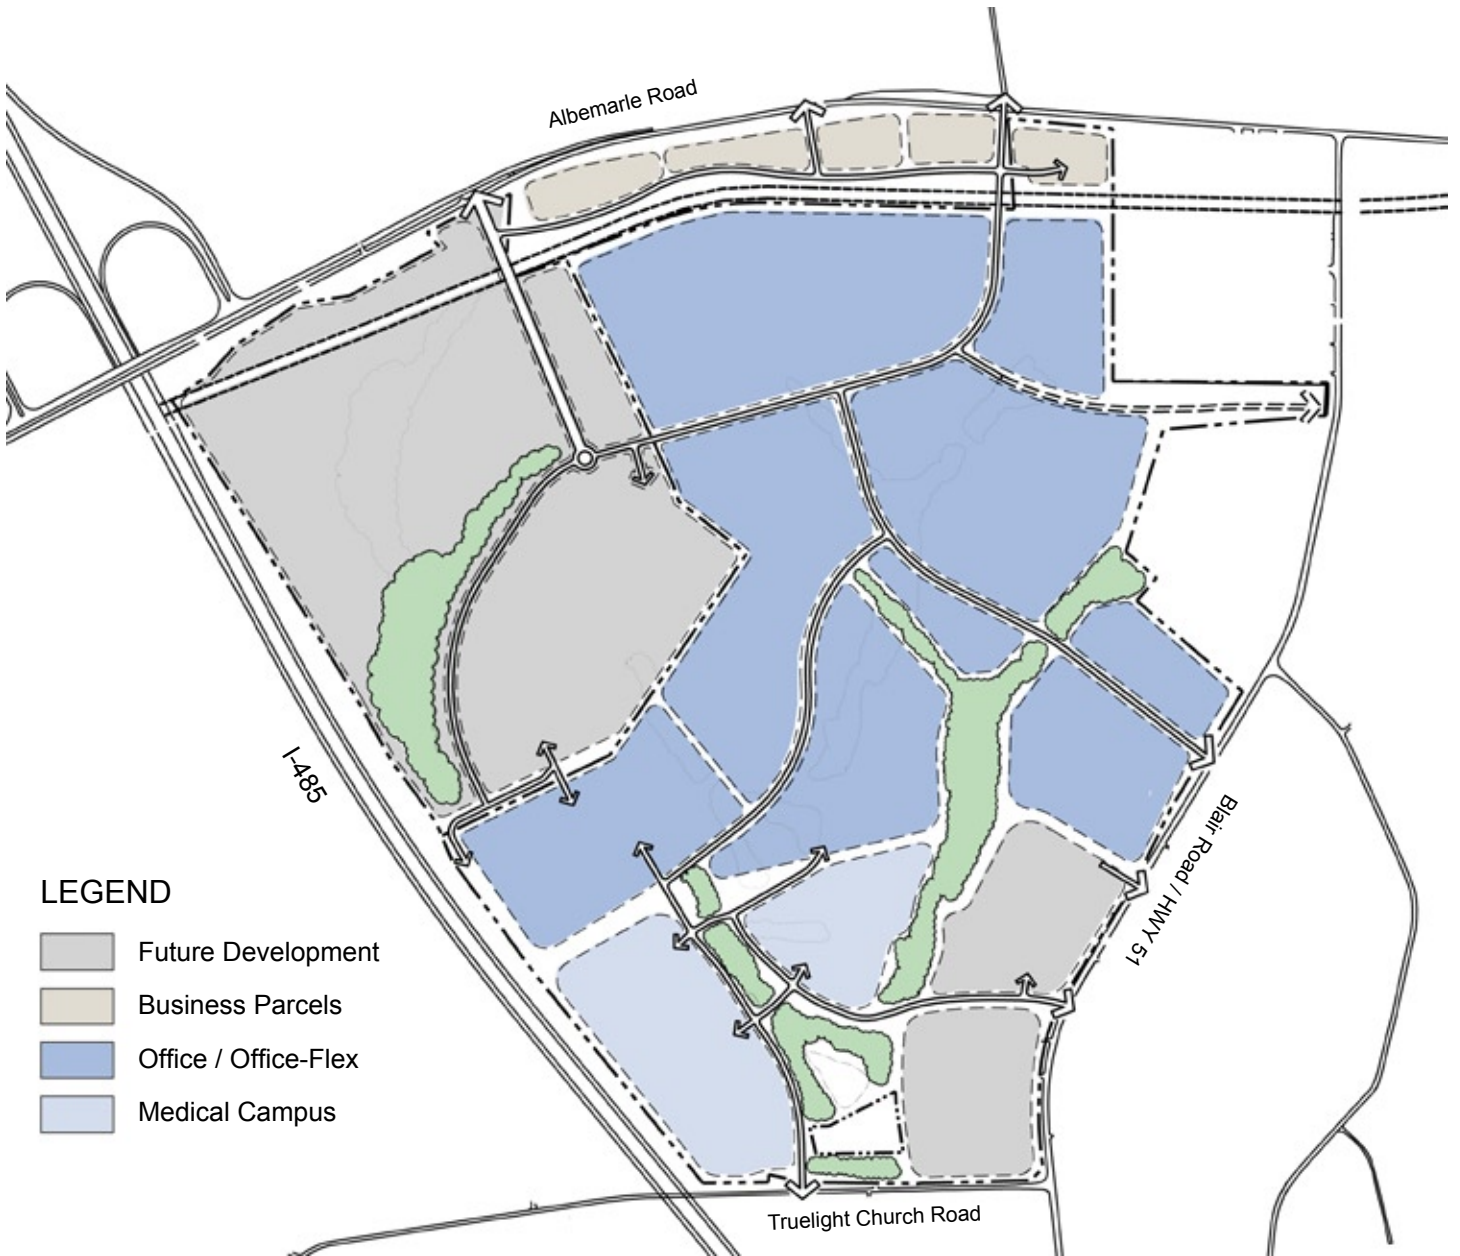 Albemarle Road
I-485
Blair Road / HWY 51
LEGEND
Future Development
Business Parcels
Office / Office-Flex
Medical Campus
Truelight Church Road